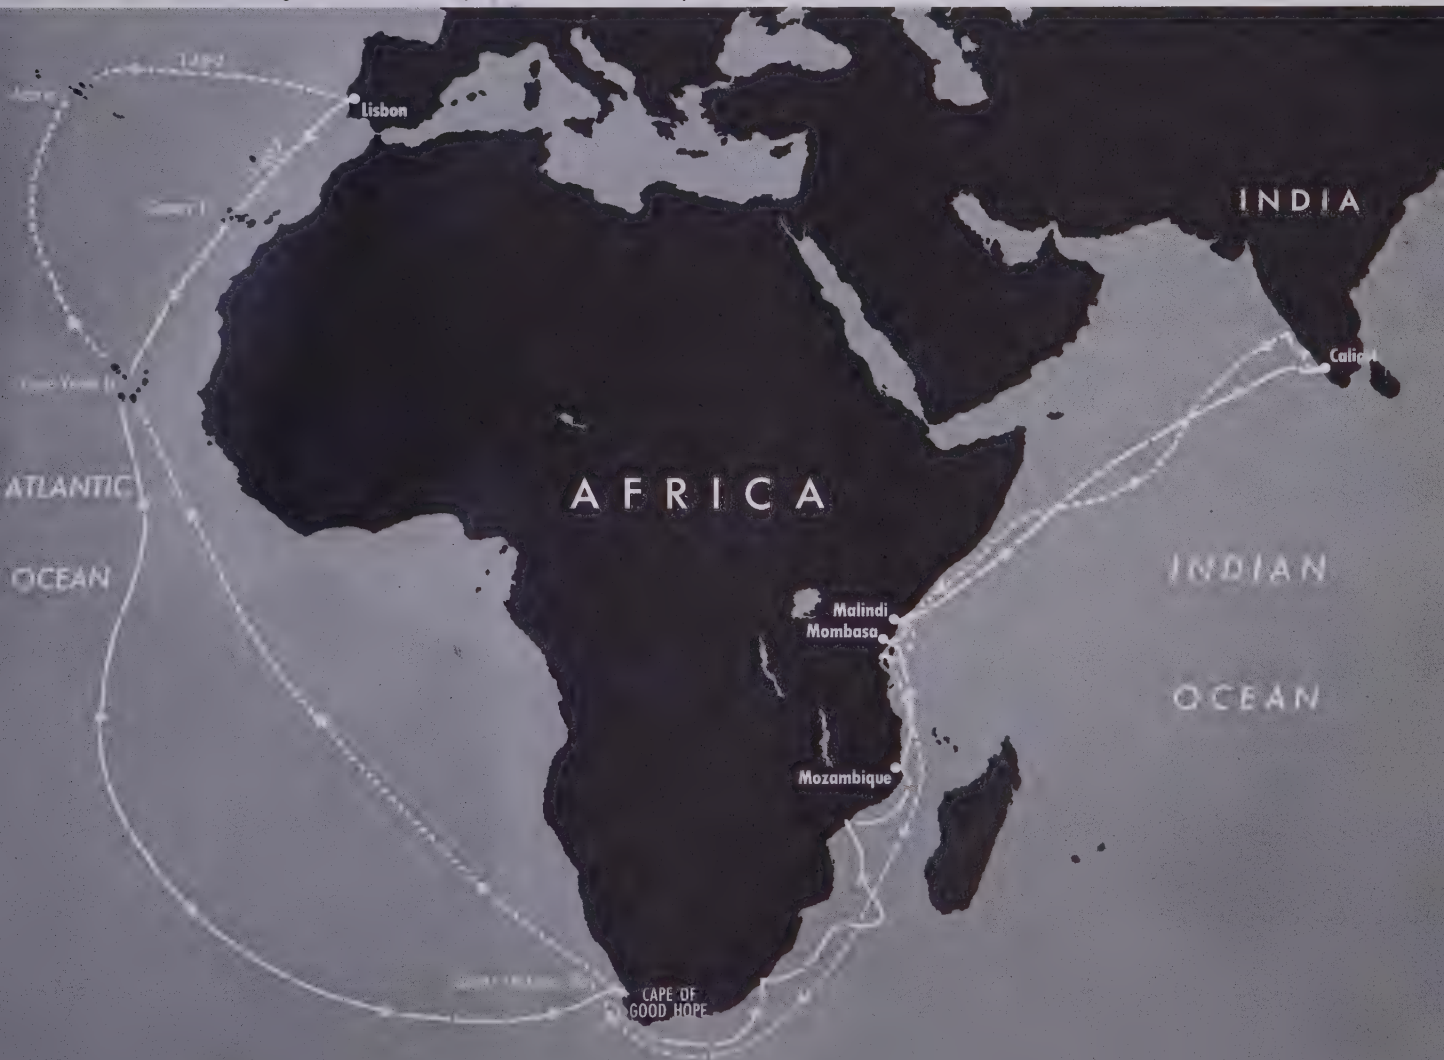 Lisbon
INDIA
Calicut
ATLANTIC
OCEAN
AFRICA
INDIAN
OCEAN
Malindi
Mombasa
Mozambique
CAPE OF
GOOD HOPE